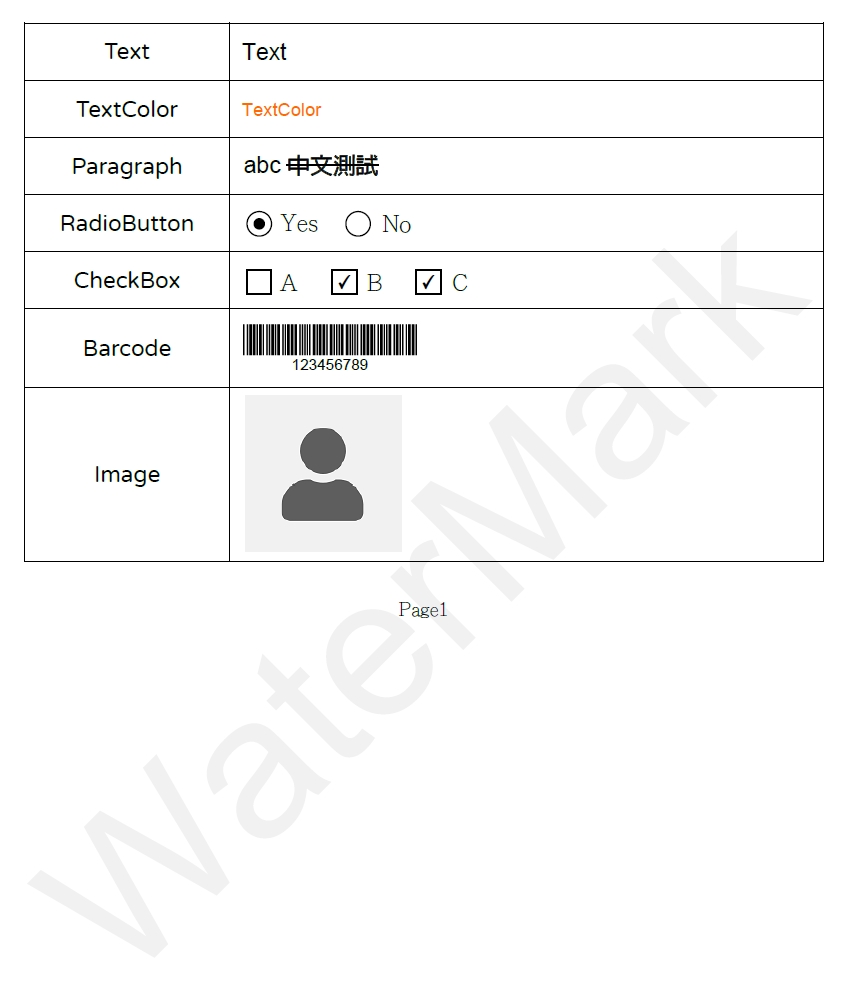 Text Text
TextColor TextColor
Paragraph abc 中文測試
RadioButton Yes No
CheckBox A B C
Barcode 123456789
Image
Page1
WaterMark